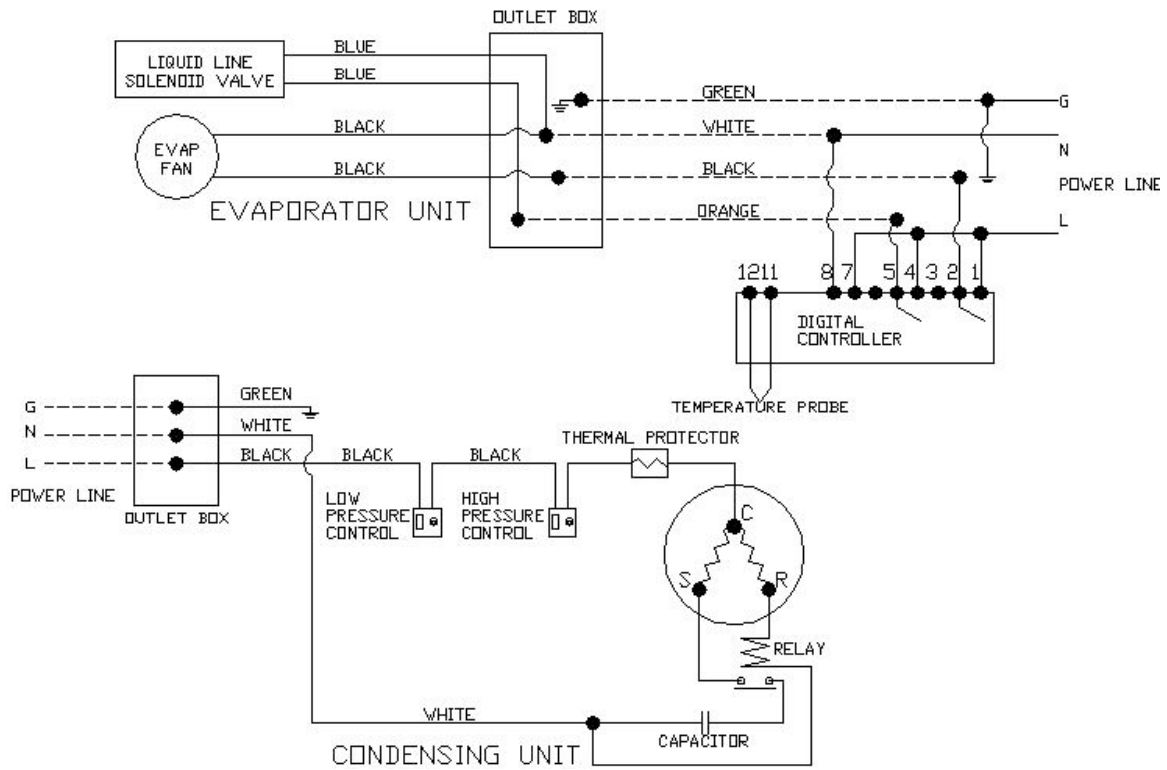 OUTLET BOX
LIQUID LINE
SOLENOID VALVE
BLUE
BLUE
GREEN
G
EVAP
FAN
BLACK
WHITE
N
BLACK
BLACK
POWER LINE
EVAPORATOR UNIT
ORANGE
L
12 11 8 7 5 4 3 2 1
DIGITAL
CONTROLLER
TEMPERATURE PROBE
G
GREEN
N
WHITE
L
BLACK
BLACK
BLACK
THERMAL PROTECTOR
POWER LINE
OUTLET BOX
LOW
PRESSURE
CONTROL
HIGH
PRESSURE
CONTROL
C
S
R
RELAY
WHITE
CAPACITOR
CONDENSING UNIT